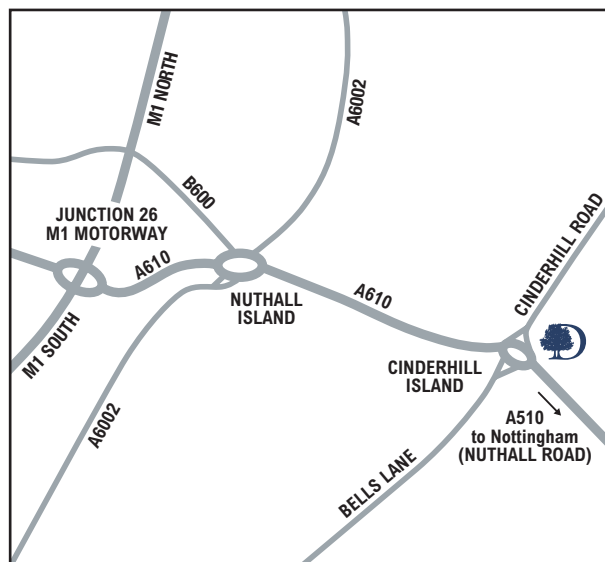 M1 NORTH
A6002
B600
JUNCTION 26
M1 MOTORWAY
A610
CINDERHILL ROAD
NUTHALL
ISLAND
A610
M1 SOUTH
D
CINDERHILL
ISLAND
A6002
A510
to Nottingham
(NUTHALL ROAD)
BELLS LANE